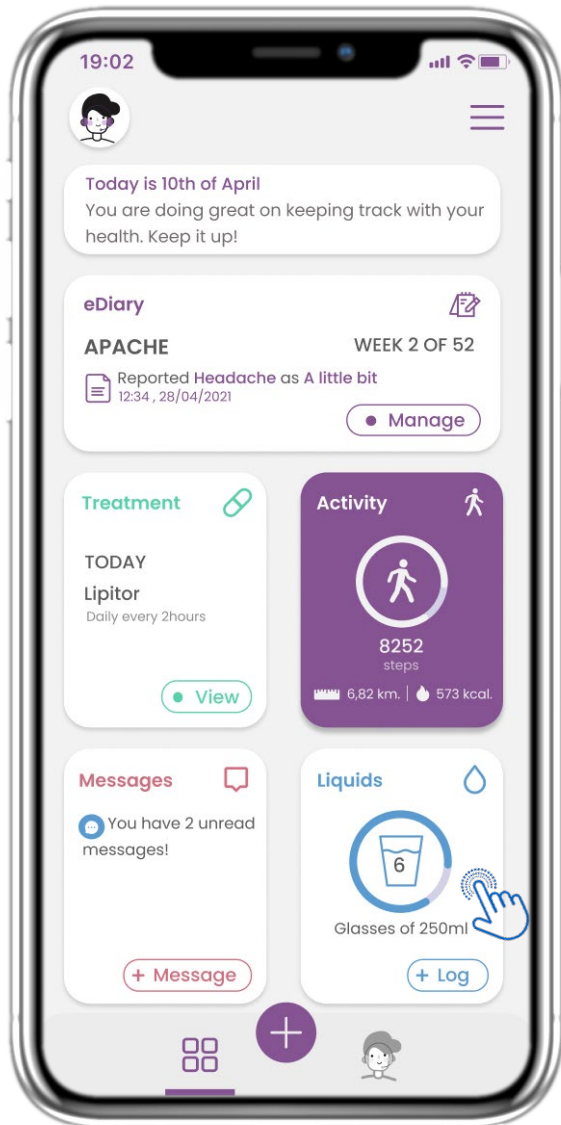 19:02
Today is 10th of April
You are doing great on keeping track with your
health. Keep it up!
eDiary
APACHE
WEEK 2 OF 52
Reported Headache as A little bit
12:34 , 28/04/2021
Manage
Treatment
TODAY
Lipitor
Daily every 2hours
View
Activity
8252
steps
6,82 km. | 573 kcal.
Messages
You have 2 unread
messages!
+ Message
Liquids
6
Glasses of 250ml
+ Log